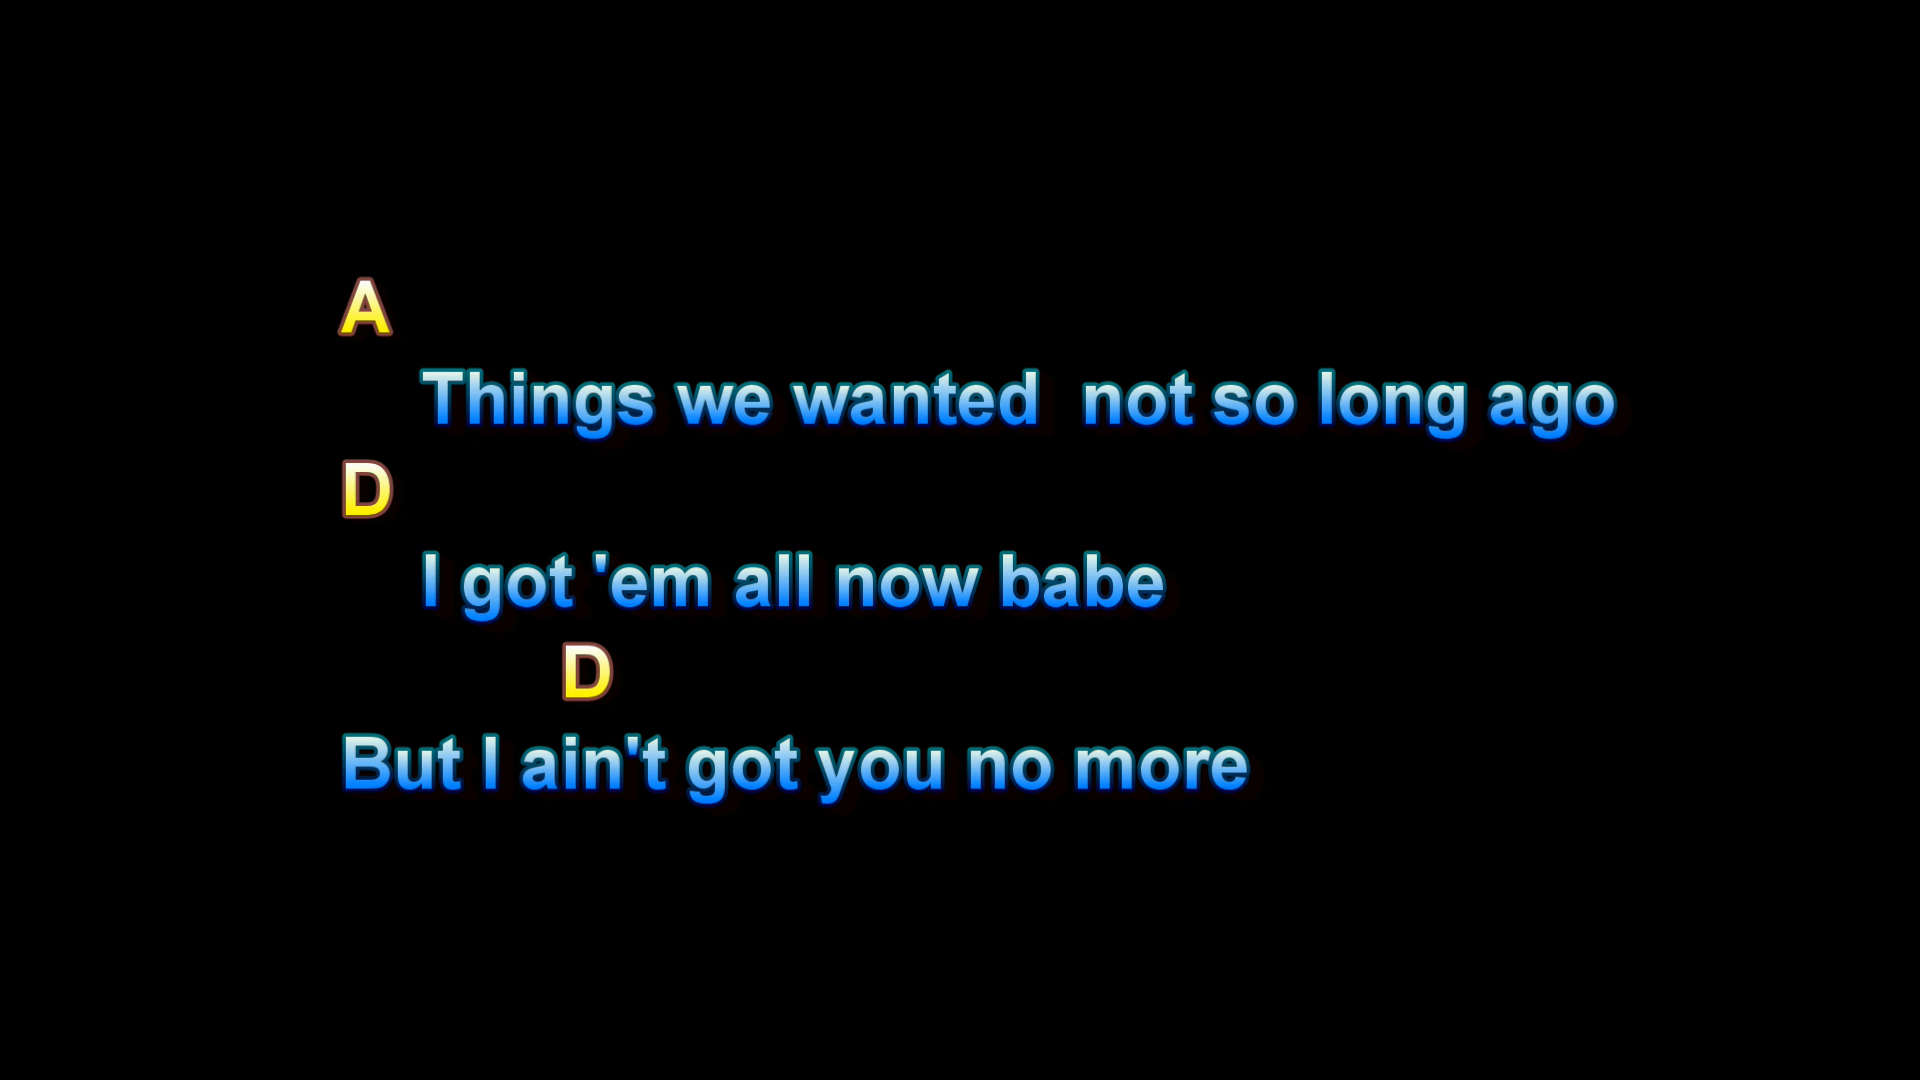 A
Things we wanted  not so long ago
D
I got 'em all now babe
D
But I ain't got you no more